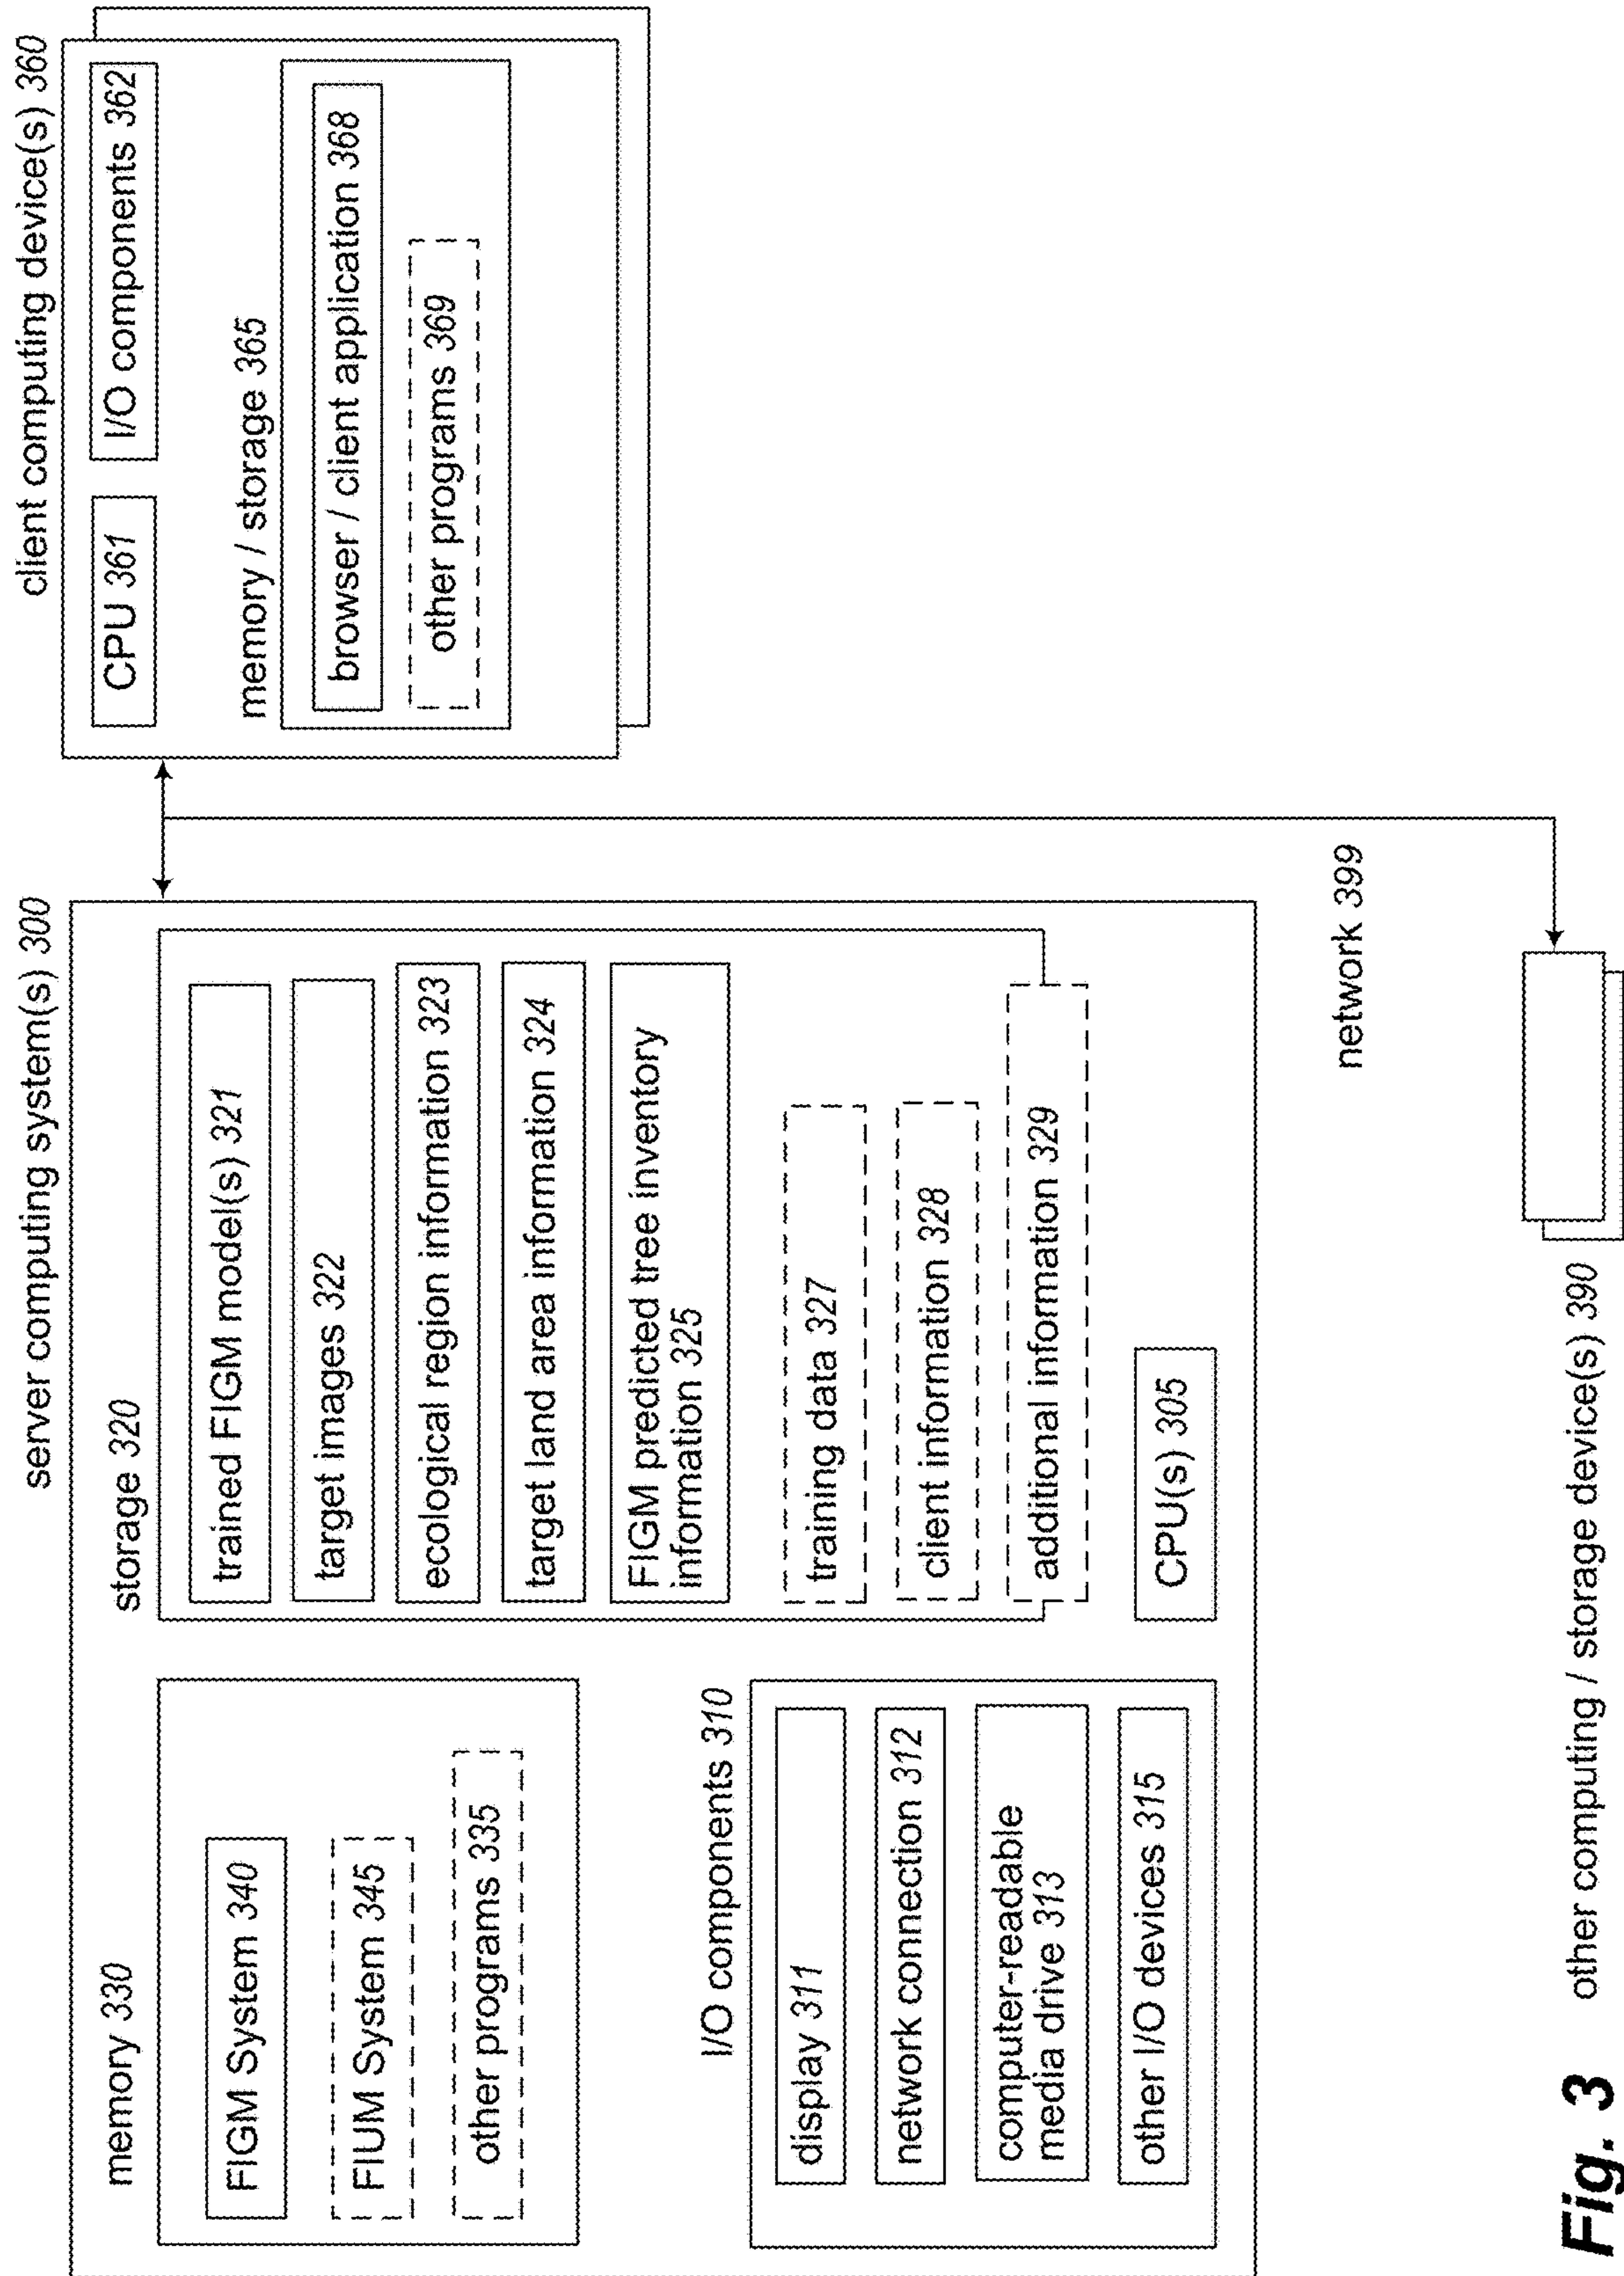 server computing system(s) 300
memory 330
FIGM System 340
FIUM System 345
other programs 335
I/O components 310
display 311
network connection 312
computer-readable
media drive 313
other I/O devices 315
storage 320
trained FIGM model(s) 321
target images 322
ecological region information 323
target land area information 324
FIGM predicted tree inventory
information 325
training data 327
client information 328
additional information 329
CPU(s) 305
client computing device(s) 360
CPU 361
I/O components 362
memory / storage 365
browser / client application 368
other programs 369
network 399
other computing / storage device(s) 390
Fig. 3